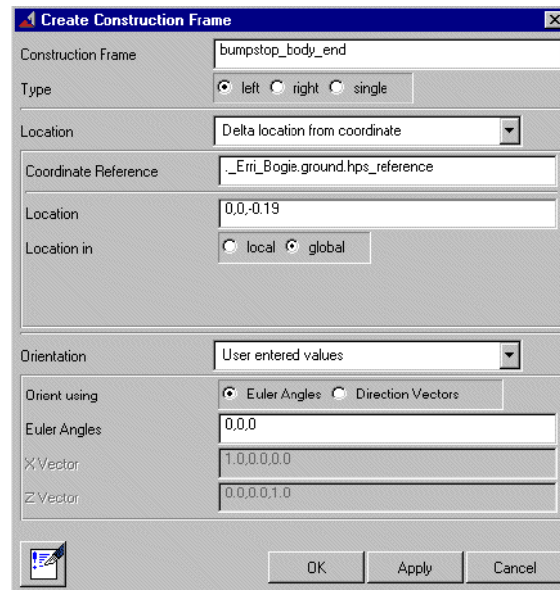 Create Construction Frame
Construction Frame bumpstop_body_end
Type left right single
Location Delta location from coordinate
Coordinate Reference ._Erri_Bogie.ground.hps_reference
Location 0,0,-0.19
Location in local global
Orientation User entered values
Orient using Euler Angles Direction Vectors
Euler Angles 0,0,0
X Vector 1.0,0.0,0.0
Z Vector 0.0,0.0,1.0
OK Apply Cancel